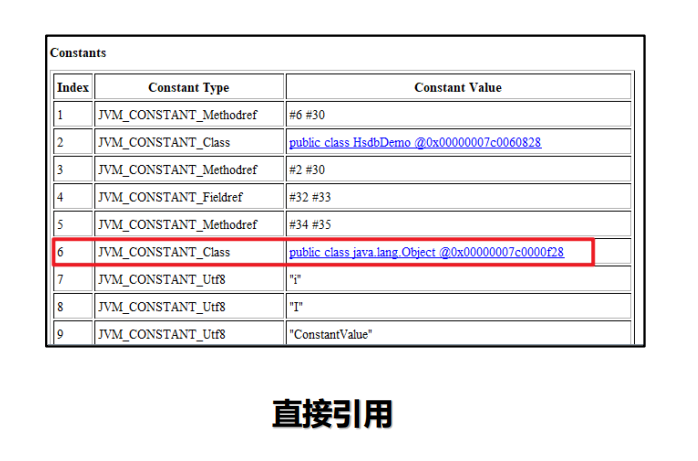 Constants
Index Constant Type Constant Value
1 JVM_CONSTANT_Methodref #6 #30
2 JVM_CONSTANT_Class public class HsdbDemo @0x00000007c0060828
3 JVM_CONSTANT_Methodref #2 #30
4 JVM_CONSTANT_Fieldref #32 #33
5 JVM_CONSTANT_Methodref #34 #35
6 JVM_CONSTANT_Class public class java.lang.Object @0x00000007c0000f28
7 JVM_CONSTANT_Utf8 "i"
8 JVM_CONSTANT_Utf8 "I"
9 JVM_CONSTANT_Utf8 "ConstantValue"
直接引用